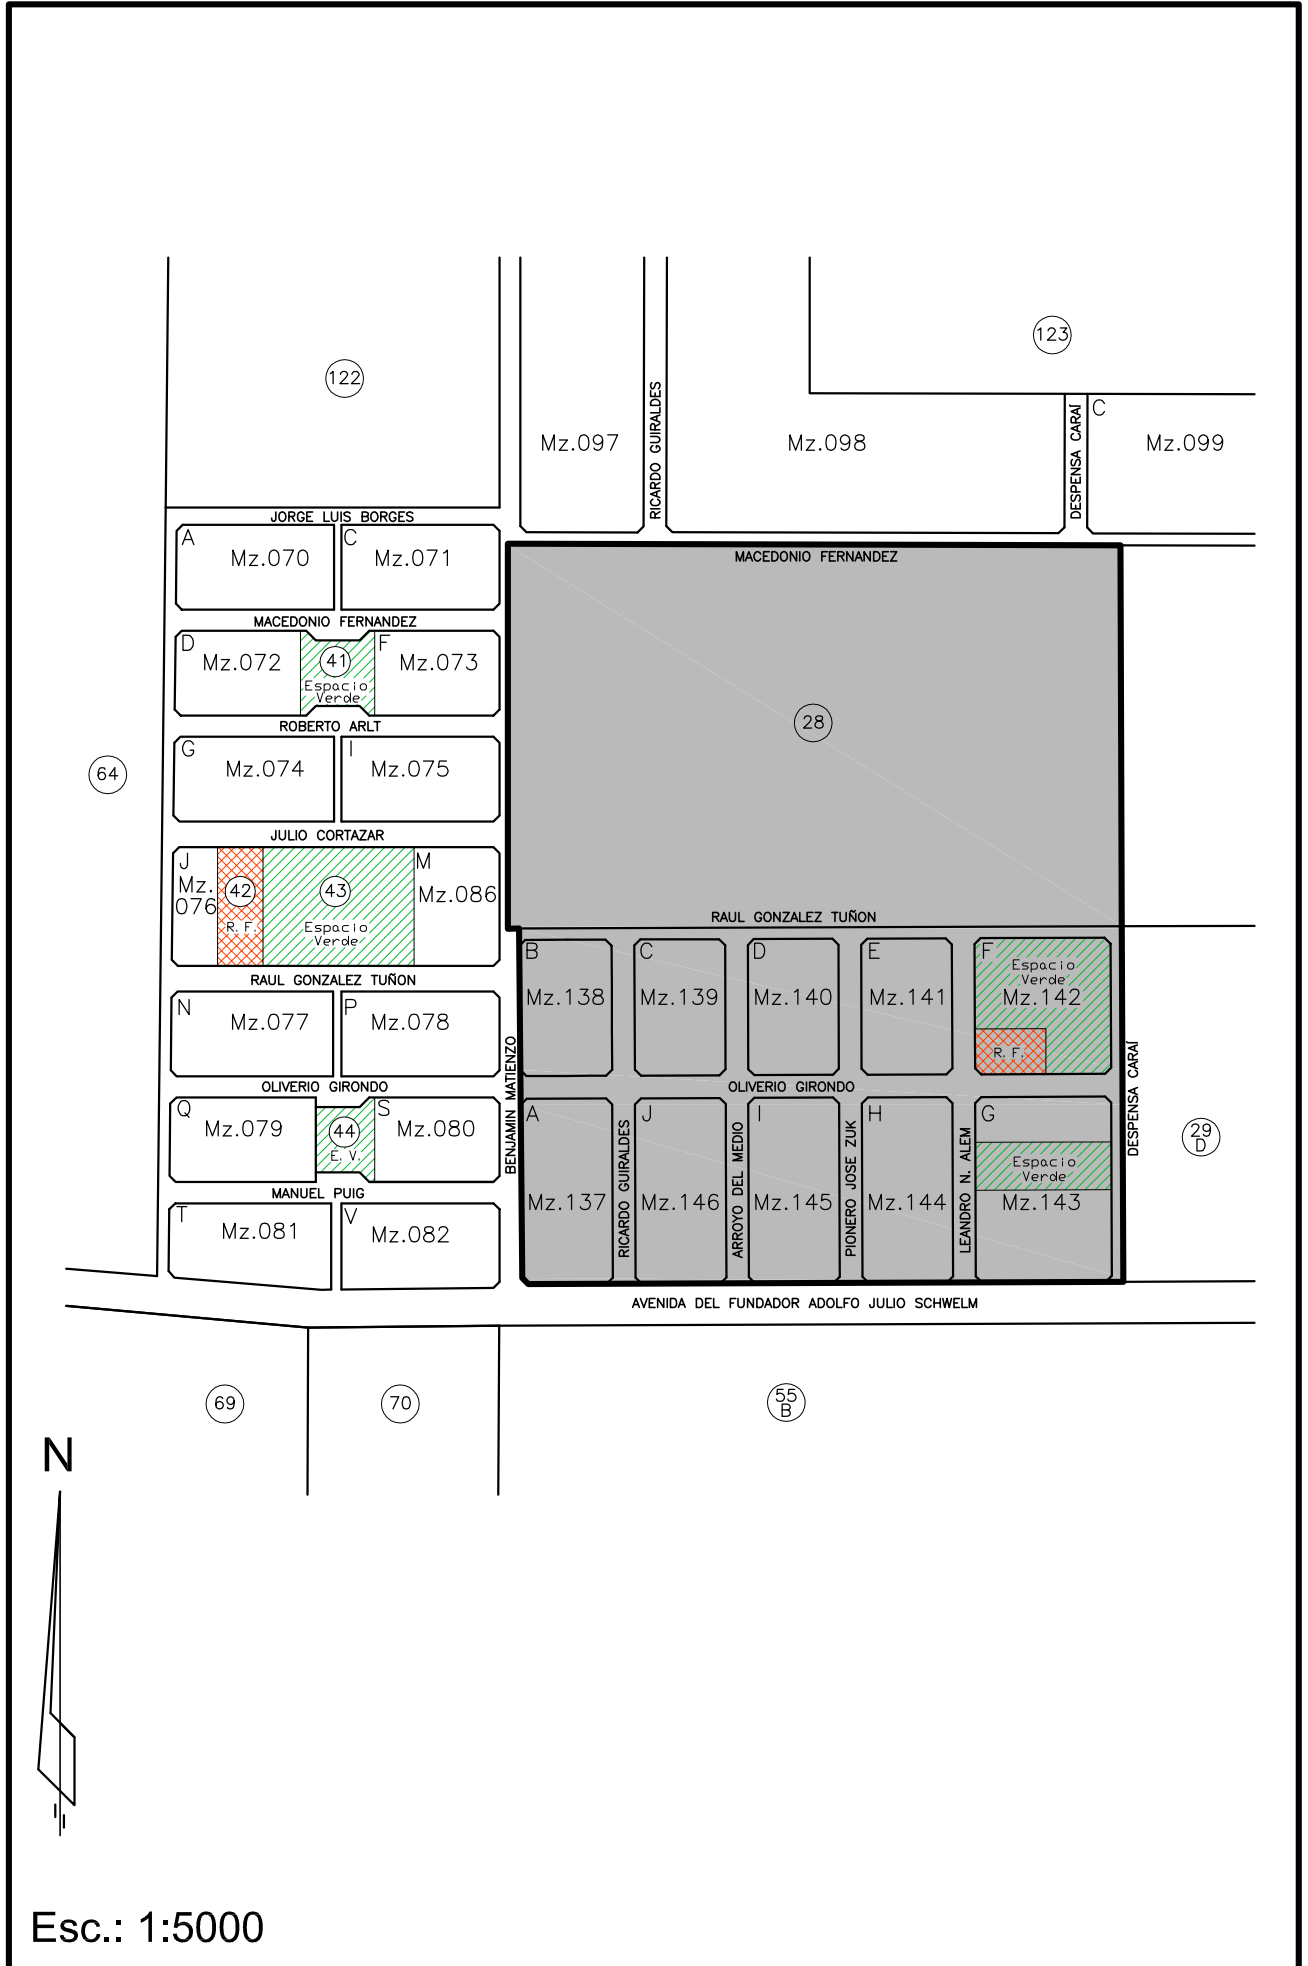 123
122
RICARDO GUIRALDES
DESPENSA CARAÍ
C
Mz.097
Mz.098
Mz.099
JORGE LUIS BORGES
A
Mz.070
C
Mz.071
MACEDONIO FERNANDEZ
MACEDONIO FERNANDEZ
D
Mz.072
41
Espacio
Verde
F
Mz.073
28
ROBERTO ARLT
G
Mz.074
I
Mz.075
64
JULIO CORTAZAR
J
Mz.
076
42
R. F.
43
Espacio
Verde
M
Mz.086
RAUL GONZALEZ TUÑON
RAUL GONZALEZ TUÑON
B
Mz.138
C
Mz.139
D
Mz.140
E
Mz.141
F
Espacio
Verde
Mz.142
R. F.
N
Mz.077
P
Mz.078
BENJAMIN MATIENZO
DESPENSA CARAÍ
OLIVERIO GIRONDO
OLIVERIO GIRONDO
Q
Mz.079
44
E. V.
S
Mz.080
A
Mz.137
RICARDO GUIRALDES
J
Mz.146
ARROYO DEL MEDIO
I
Mz.145
PIONERO JOSE ZUK
H
Mz.144
LEANDRO N. ALEM
G
Espacio
Verde
Mz.143
29
D
MANUEL PUIG
T
Mz.081
V
Mz.082
AVENIDA DEL FUNDADOR ADOLFO JULIO SCHWELM
69
70
55
B
N
Esc.: 1:5000